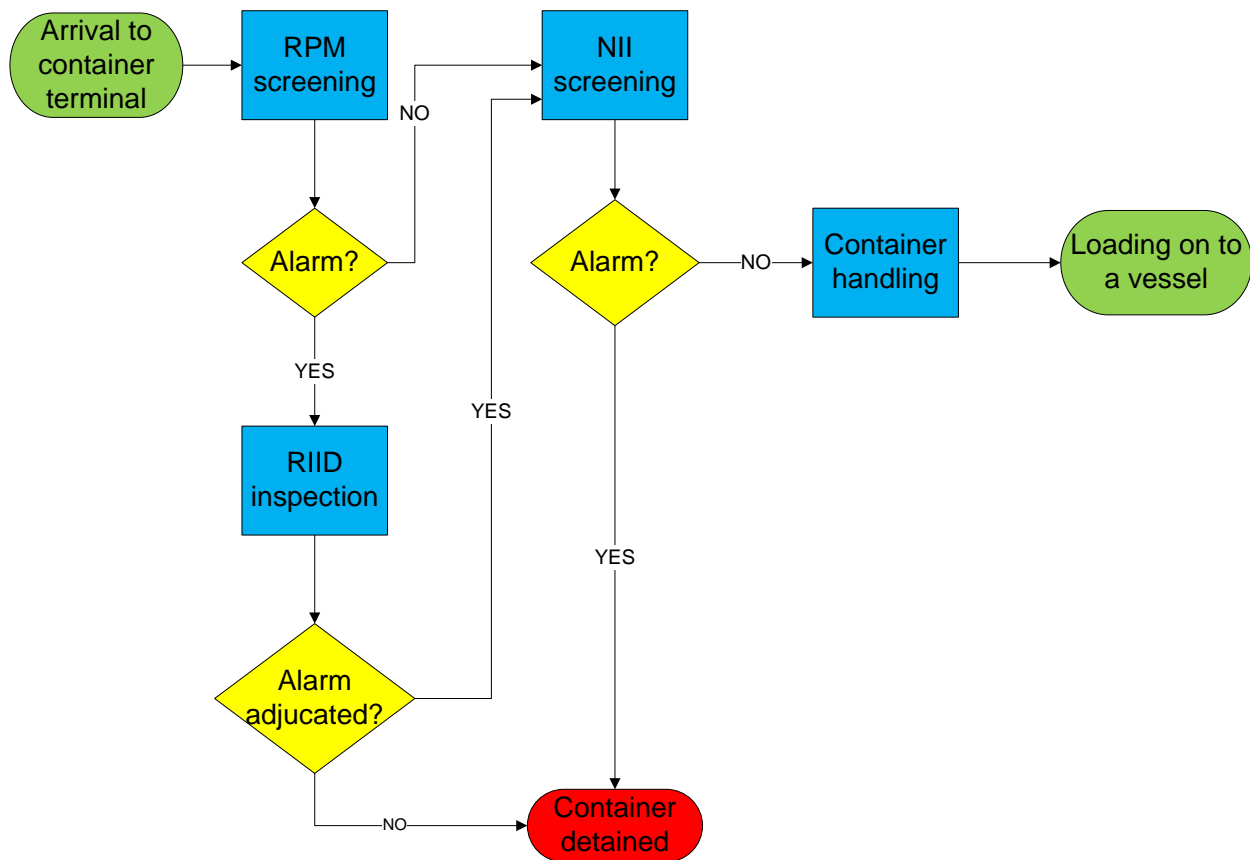 Arrival to
container
terminal
RPM
screening
NO
NII
screening
Alarm?
YES
RIID
inspection
YES
Alarm
adjucated?
NO
Alarm?
NO
Container
handling
Loading on to
a vessel
YES
Container
detained